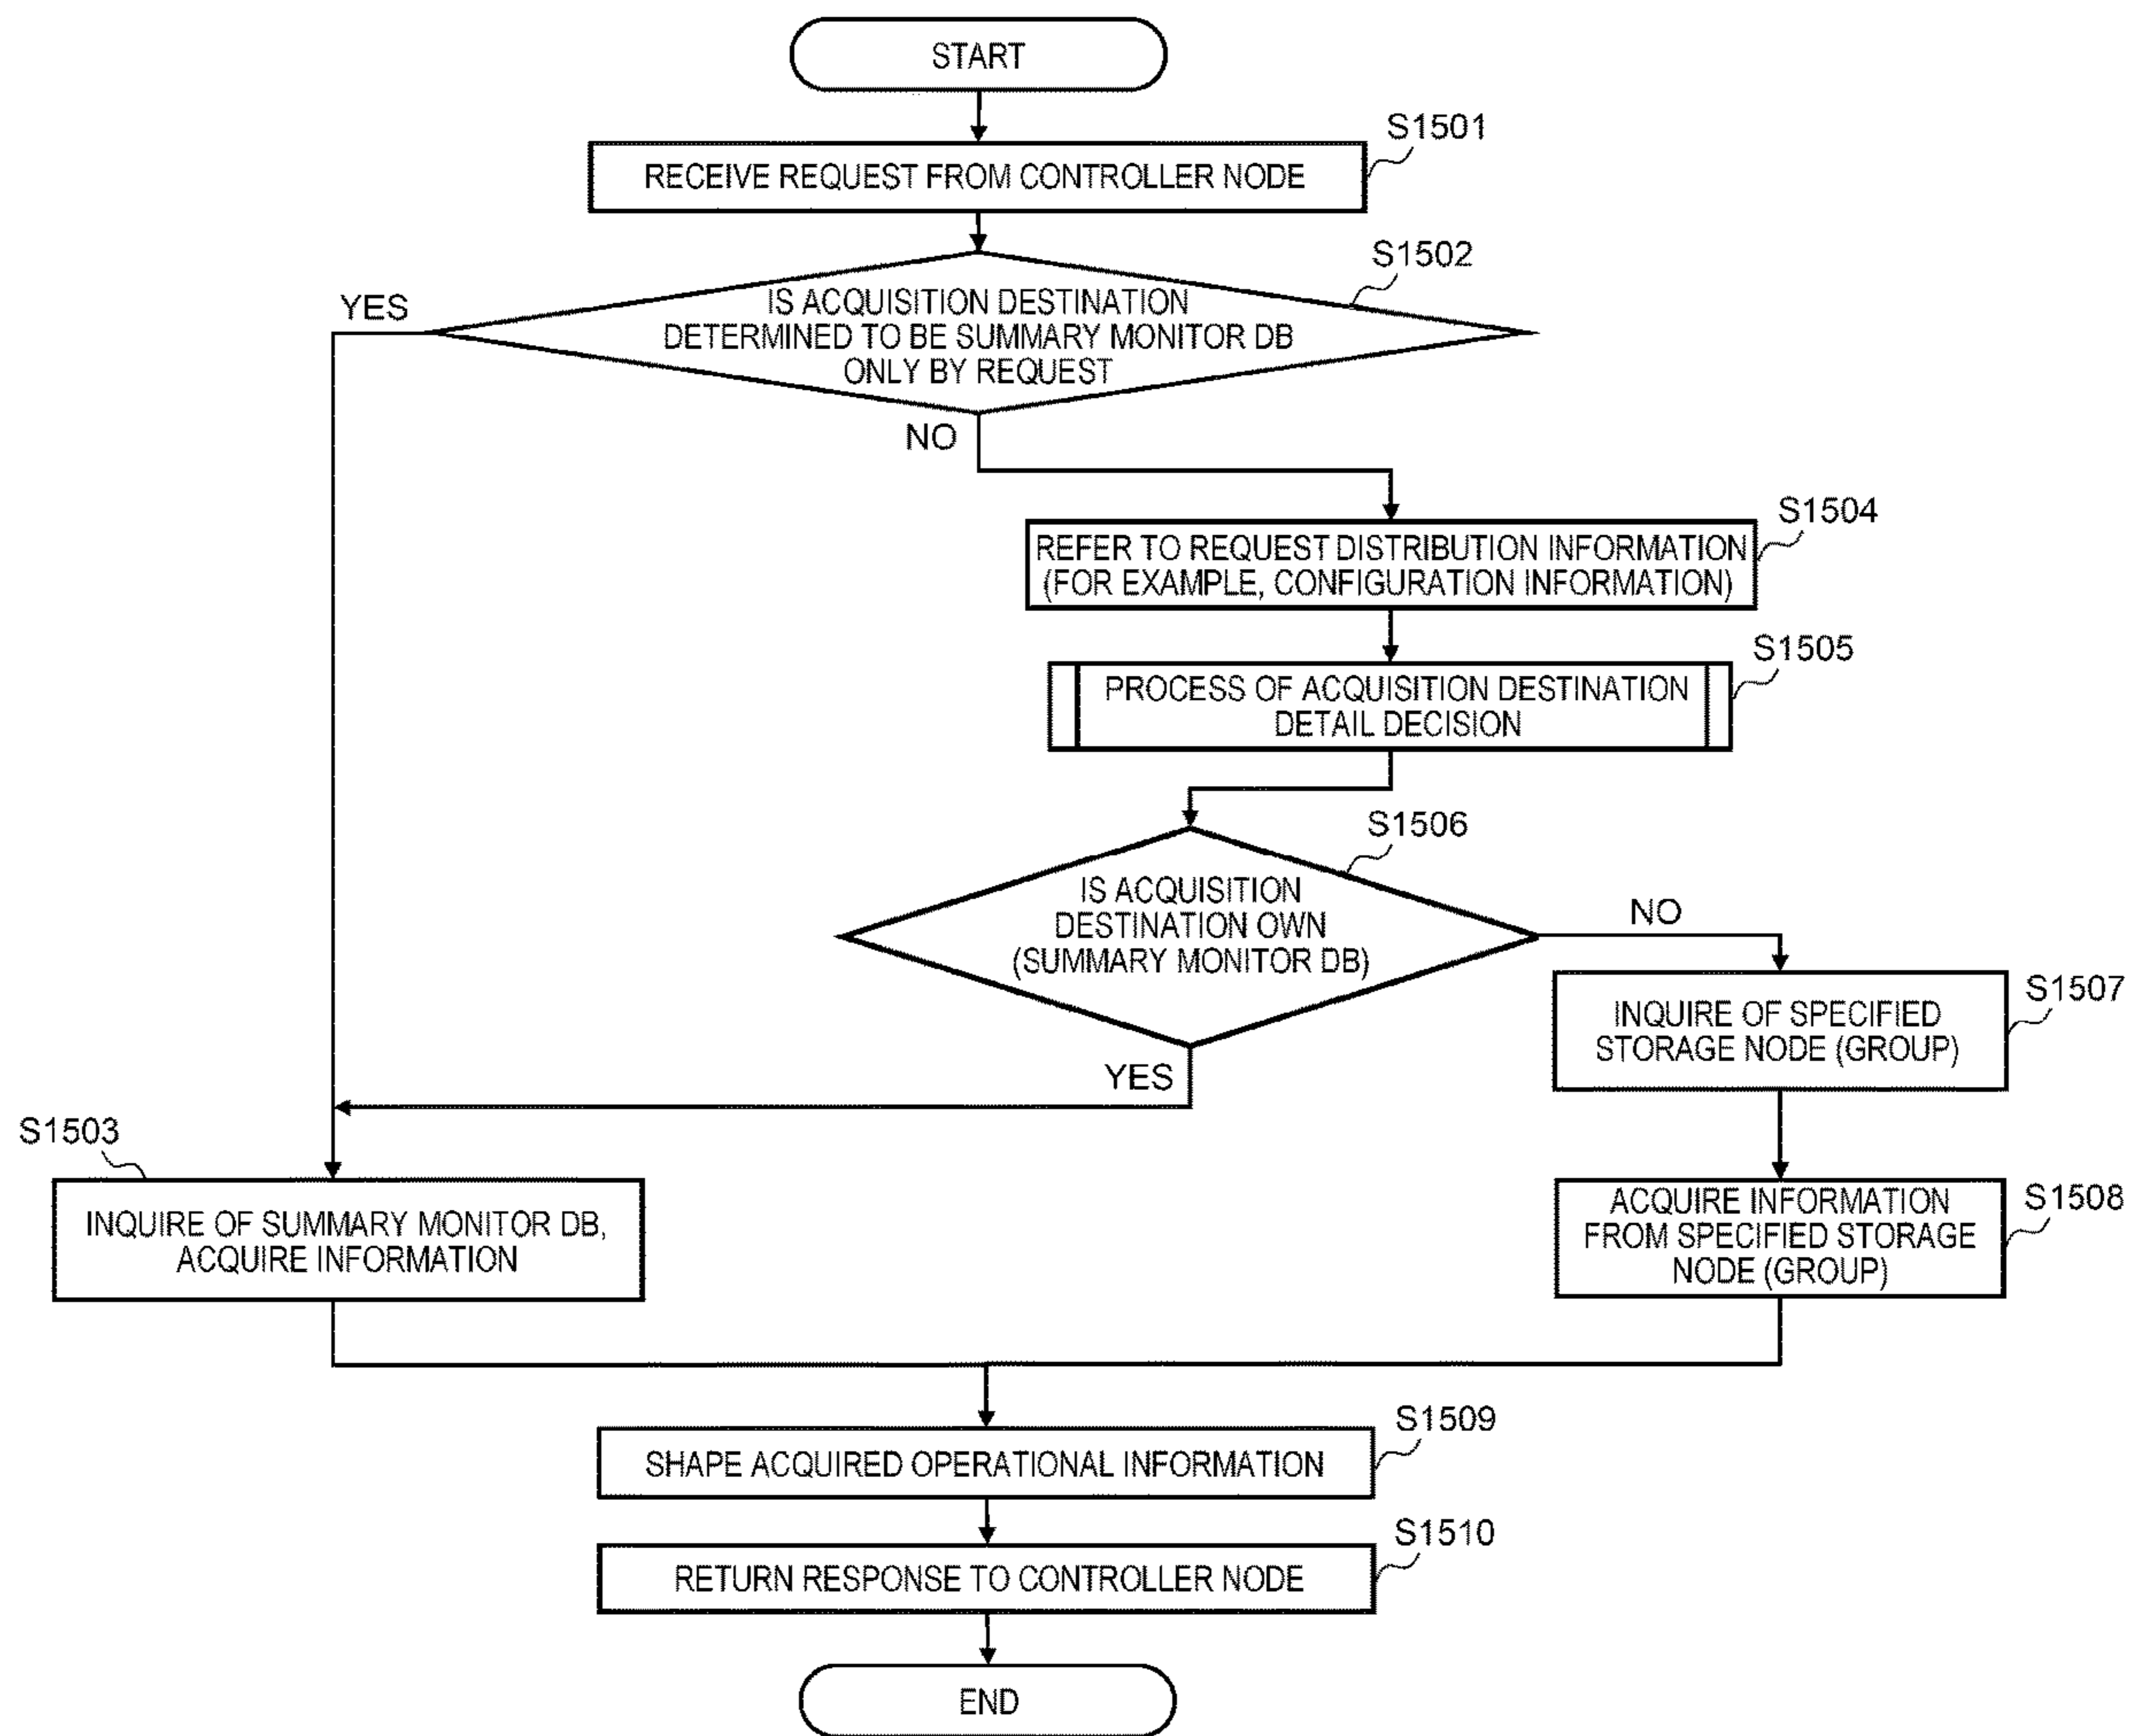 START
S1501
RECEIVE REQUEST FROM CONTROLLER NODE
S1502
YES
IS ACQUISITION DESTINATION
DETERMINED TO BE SUMMARY MONITOR DB
ONLY BY REQUEST
NO
S1504
REFER TO REQUEST DISTRIBUTION INFORMATION
(FOR EXAMPLE, CONFIGURATION INFORMATION)
S1505
PROCESS OF ACQUISITION DESTINATION
DETAIL DECISION
S1506
IS ACQUISITION
DESTINATION OWN
(SUMMARY MONITOR DB)
NO
YES
S1507
INQUIRE OF SPECIFIED
STORAGE NODE (GROUP)
S1503
INQUIRE OF SUMMARY MONITOR DB,
ACQUIRE INFORMATION
S1508
ACQUIRE INFORMATION
FROM SPECIFIED STORAGE
NODE (GROUP)
S1509
SHAPE ACQUIRED OPERATIONAL INFORMATION
S1510
RETURN RESPONSE TO CONTROLLER NODE
END